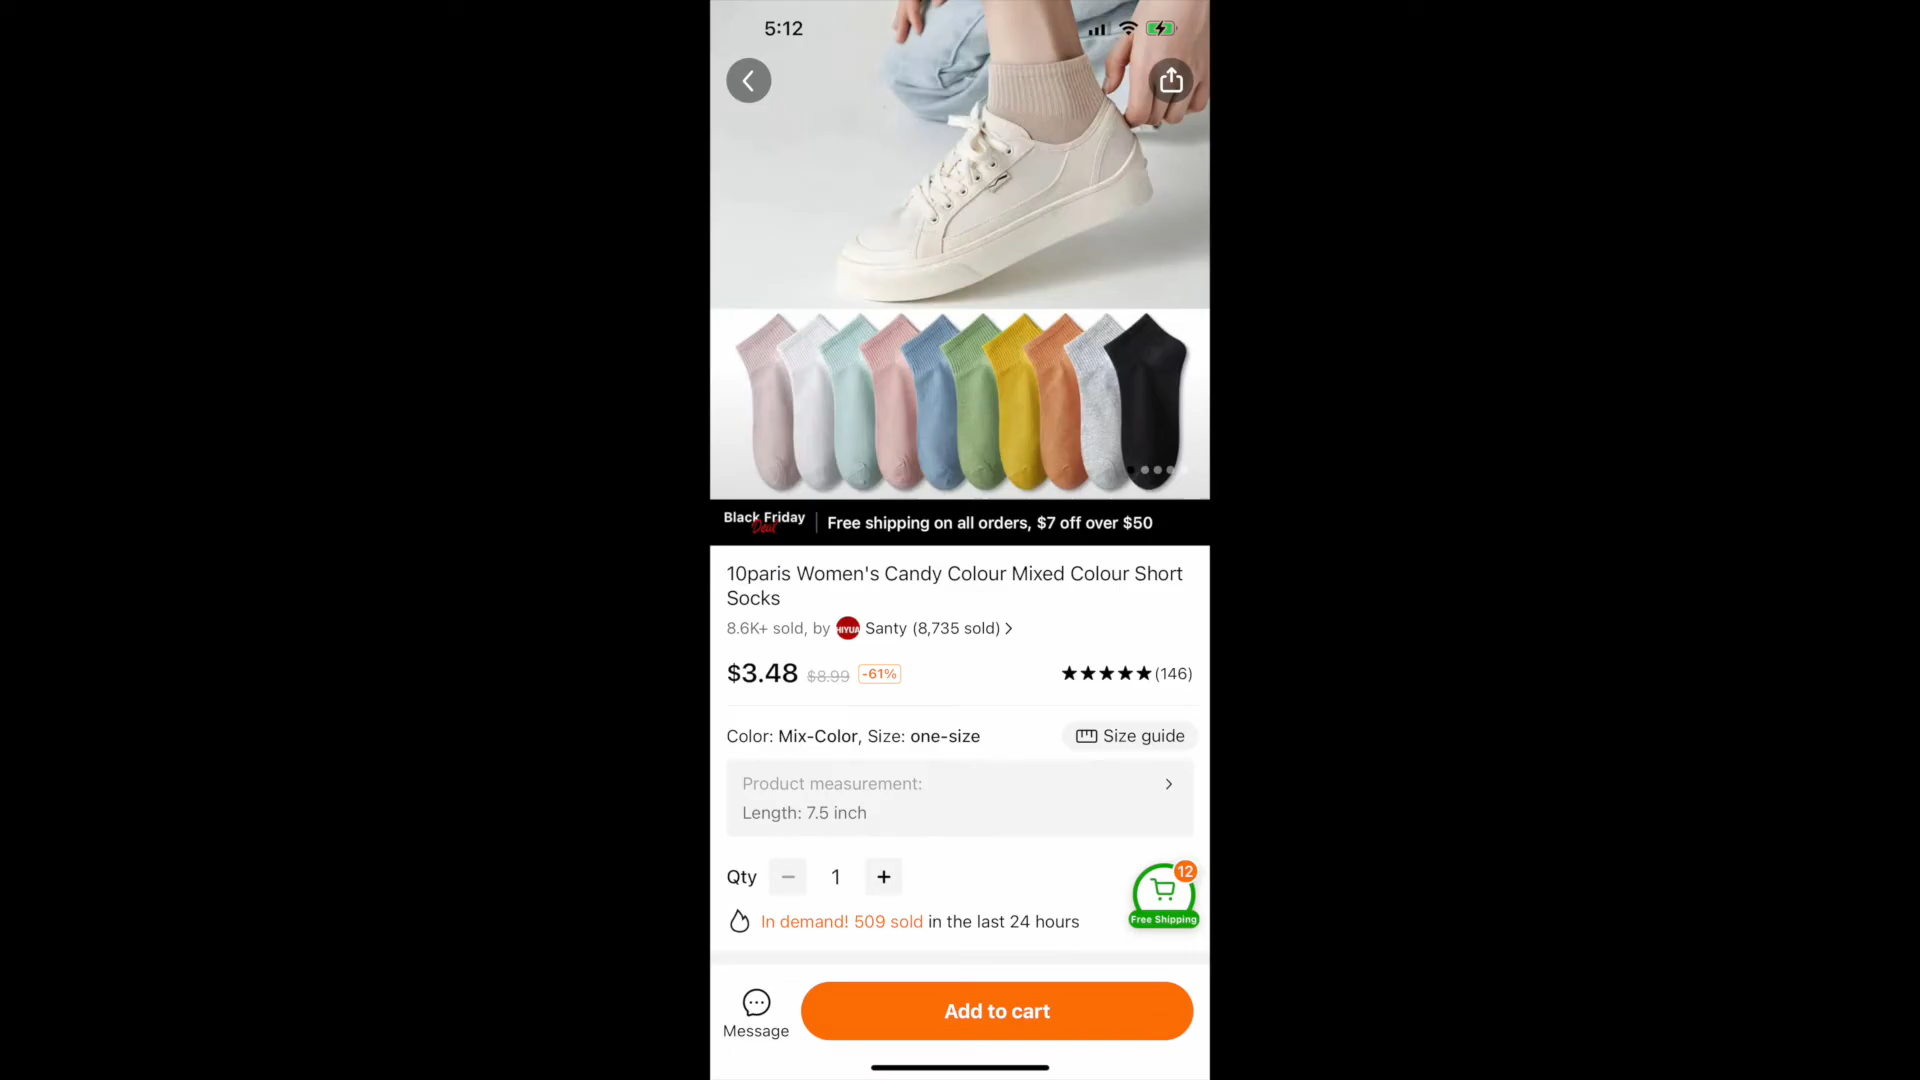 5:12
Black Friday
Deal
Free shipping on all orders, $7 off over $50
10paris Women's Candy Colour Mixed Colour Short
Socks
8.6K+ sold, by HIYUA Santy (8,735 sold)
$3.48 $8.99 -61% (146)
Color: Mix-Color, Size: one-size
Size guide
Product measurement:
Length: 7.5 inch
Qty − 1 +
12
Free Shipping
In demand! 509 sold in the last 24 hours
Message
Add to cart